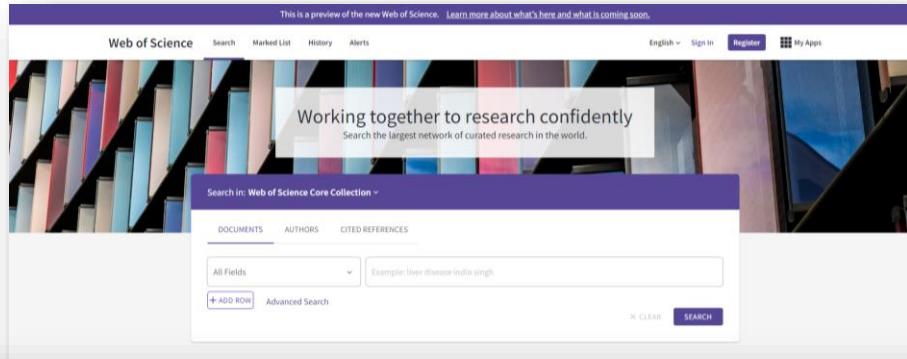 This is a preview of the new Web of Science. Learn more about what's here and what is coming soon.
Web of Science Search Marked List History Alerts English Sign In Register My Apps
Working together to research confidently
Search the largest network of curated research in the world.
Search in: Web of Science Core Collection
DOCUMENTS AUTHORS CITED REFERENCES
All Fields Example: liver disease india singh
+ ADD ROW Advanced Search
× CLEAR SEARCH